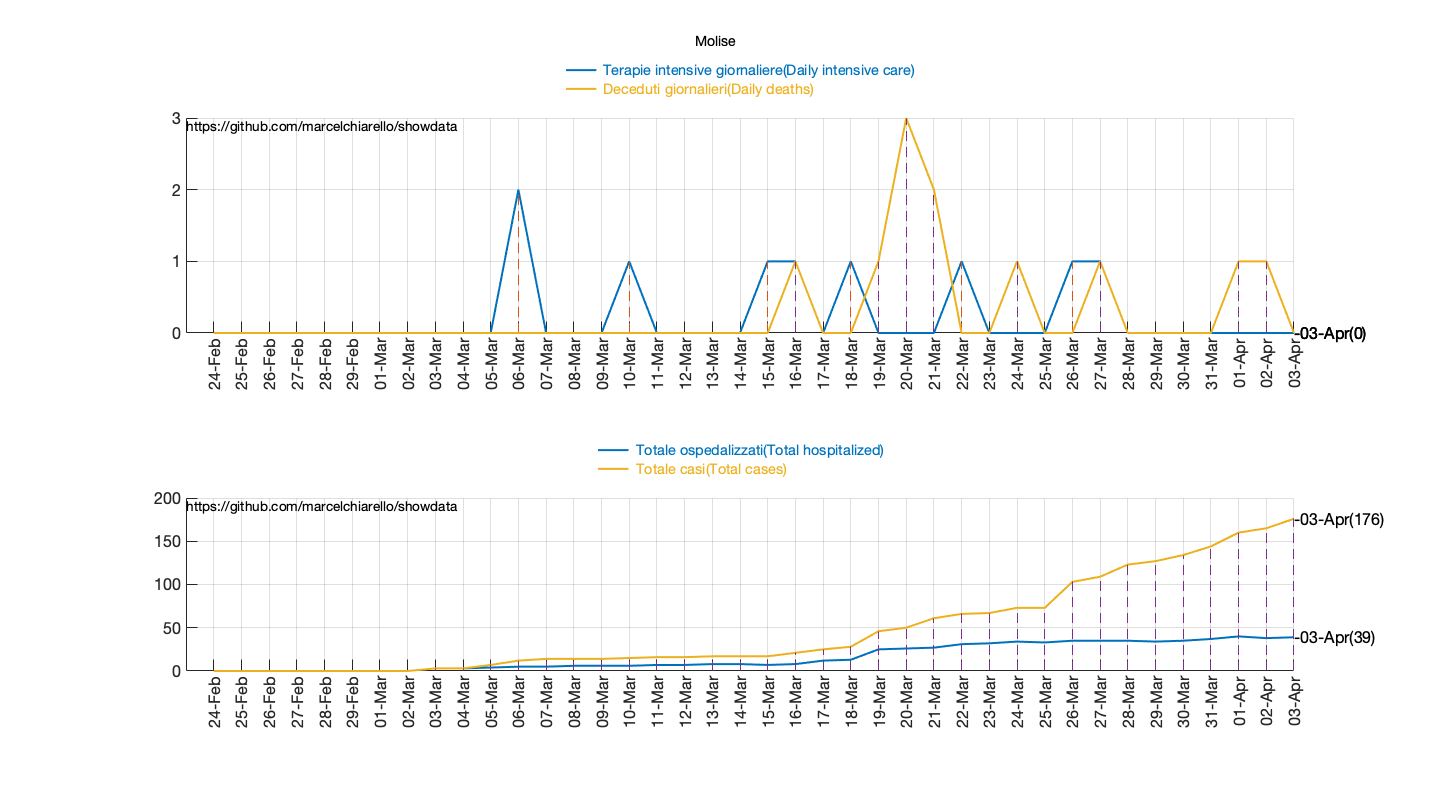 Molise
Terapie intensive giornaliere(Daily intensive care)
Deceduti giornalieri(Daily deaths)
3
https://github.com/marcelchiarello/showdata
2
1
0
-03-Apr(0)
24-Feb 25-Feb 26-Feb 27-Feb 28-Feb 29-Feb 01-Mar 02-Mar 03-Mar 04-Mar 05-Mar 06-Mar 07-Mar 08-Mar 09-Mar 10-Mar 11-Mar 12-Mar 13-Mar 14-Mar 15-Mar 16-Mar 17-Mar 18-Mar 19-Mar 20-Mar 21-Mar 22-Mar 23-Mar 24-Mar 25-Mar 26-Mar 27-Mar 28-Mar 29-Mar 30-Mar 31-Mar 01-Apr 02-Apr 03-Apr
Totale ospedalizzati(Total hospitalized)
Totale casi(Total cases)
200
https://github.com/marcelchiarello/showdata
-03-Apr(176)
150
100
50
-03-Apr(39)
0
24-Feb 25-Feb 26-Feb 27-Feb 28-Feb 29-Feb 01-Mar 02-Mar 03-Mar 04-Mar 05-Mar 06-Mar 07-Mar 08-Mar 09-Mar 10-Mar 11-Mar 12-Mar 13-Mar 14-Mar 15-Mar 16-Mar 17-Mar 18-Mar 19-Mar 20-Mar 21-Mar 22-Mar 23-Mar 24-Mar 25-Mar 26-Mar 27-Mar 28-Mar 29-Mar 30-Mar 31-Mar 01-Apr 02-Apr 03-Apr